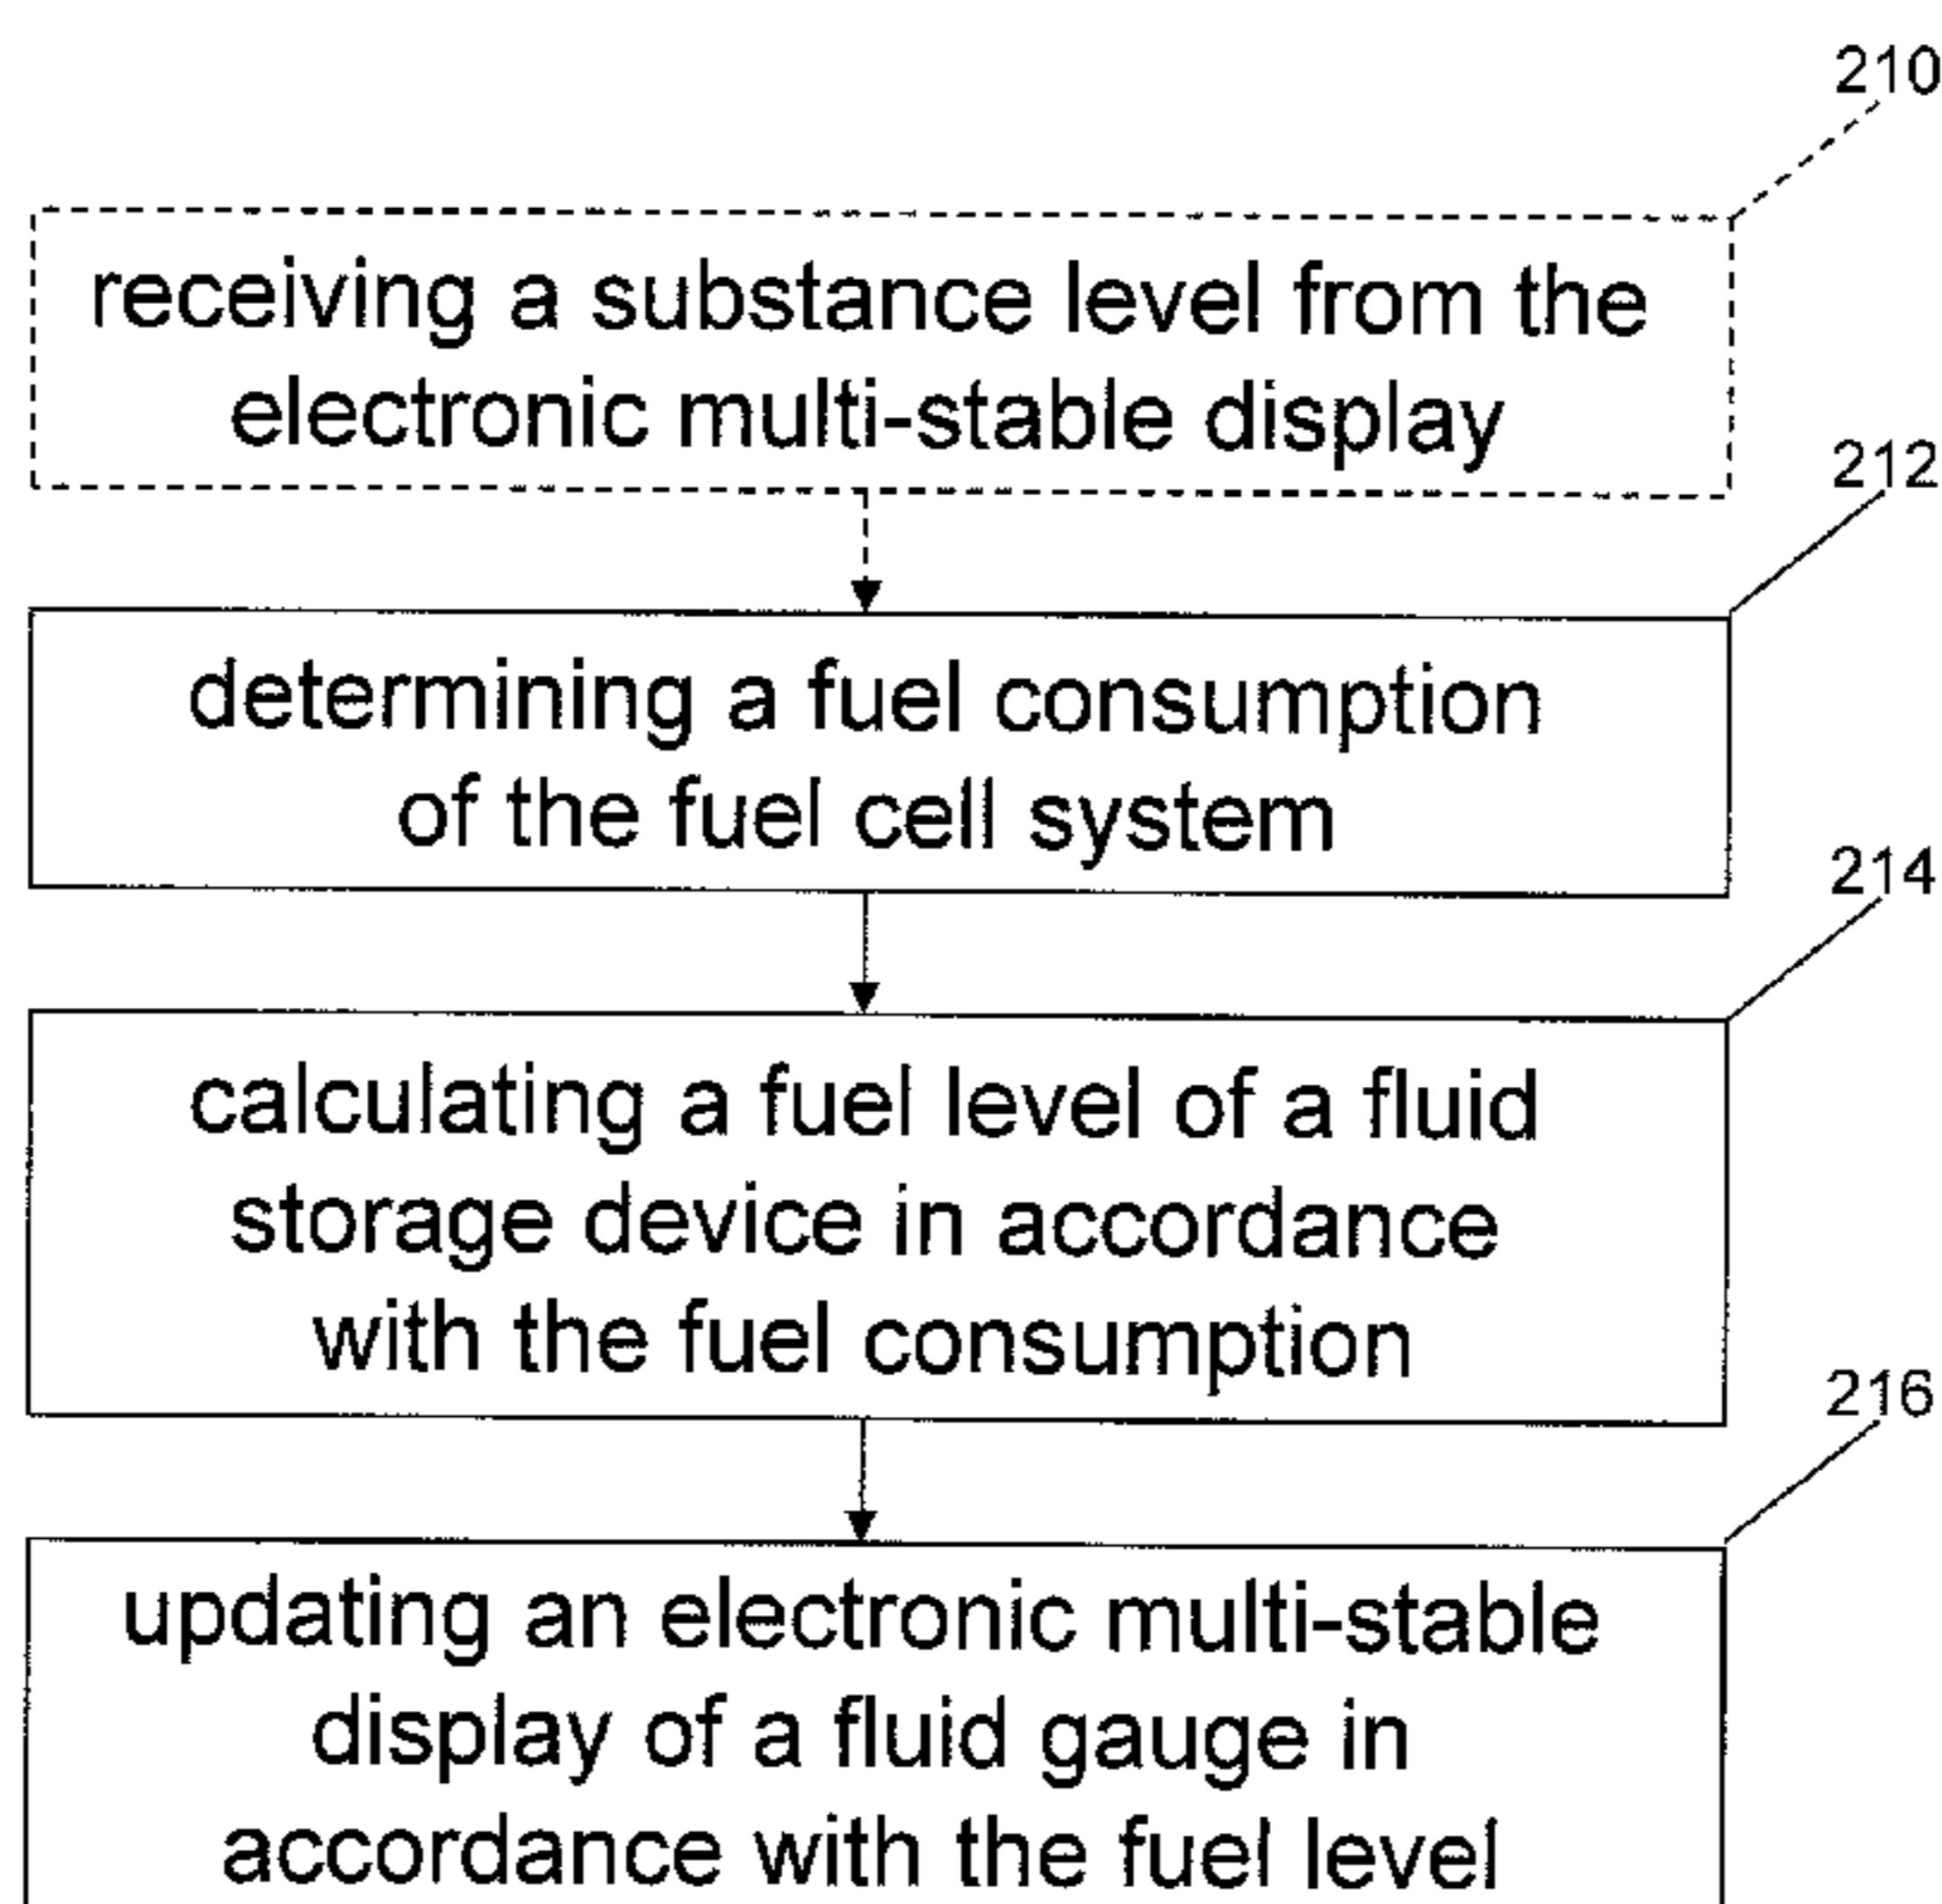 210
receiving a substance level from the
electronic multi-stable display
212
determining a fuel consumption
of the fuel cell system
214
calculating a fuel level of a fluid
storage device in accordance
with the fuel consumption
216
updating an electronic multi-stable
display of a fluid gauge in
accordance with the fuel level